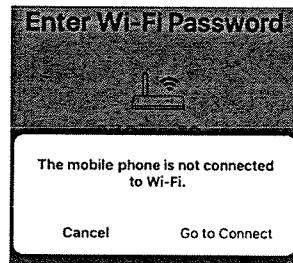 Enter Wi-Fi Password
The mobile phone is not connected
to Wi-Fi.
Cancel Go to Connect